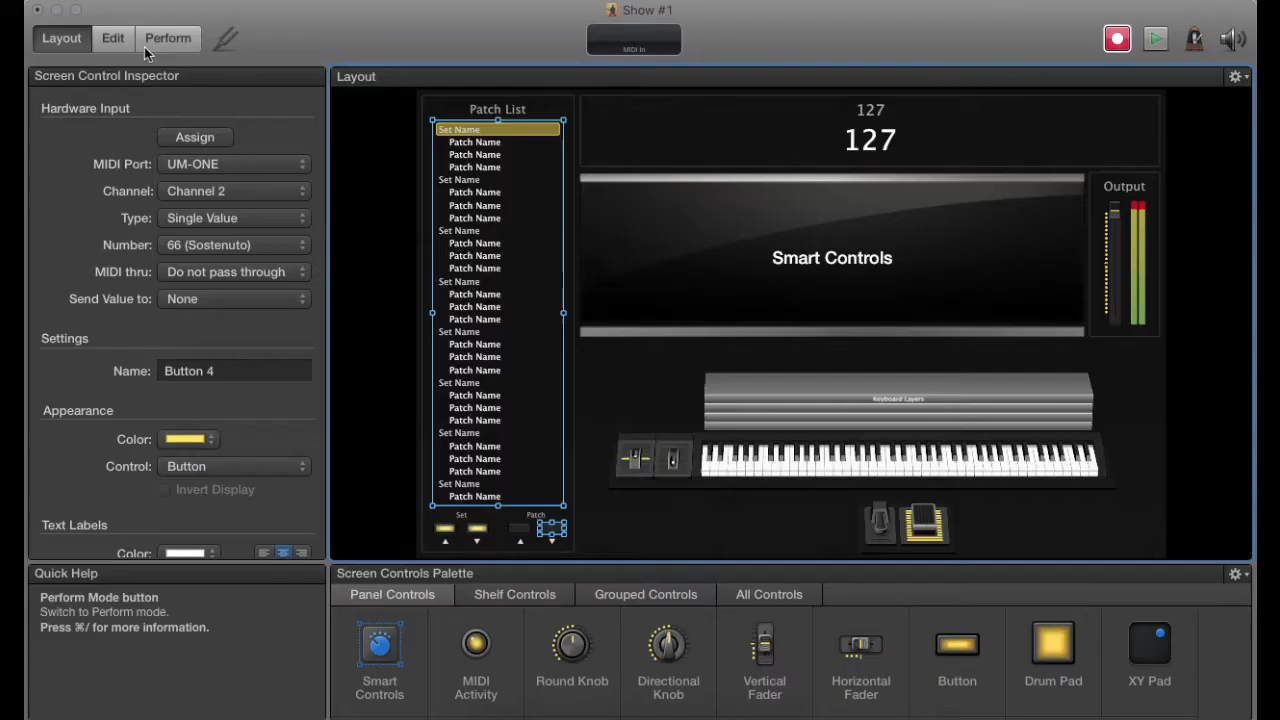 Show #1
Layout Edit Perform
MIDI In
Screen Control Inspector
Hardware Input
Assign
MIDI Port: UM-ONE
Channel: Channel 2
Type: Single Value
Number: 66 (Sostenuto)
MIDI thru: Do not pass through
Send Value to: None
Settings
Name: Button 4
Appearance
Color:
Control: Button
Invert Display
Text Labels
Color:
Quick Help
Perform Mode button
Switch to Perform mode.
Press ⌘/ for more information.
Layout
Patch List
Set Name
Patch Name
Patch Name
Patch Name
Set Name
Patch Name
Patch Name
Patch Name
Set Name
Patch Name
Patch Name
Patch Name
Set Name
Patch Name
Patch Name
Patch Name
Set Name
Patch Name
Patch Name
Patch Name
Set Name
Patch Name
Patch Name
Patch Name
Set Name
Patch Name
Patch Name
Patch Name
Set Name
Patch Name
Set Patch
127
127
Smart Controls
Output
Keyboard Layers
Screen Controls Palette
Panel Controls Shelf Controls Grouped Controls All Controls
Smart Controls
MIDI Activity
Round Knob
Directional Knob
Vertical Fader
Horizontal Fader
Button
Drum Pad
XY Pad